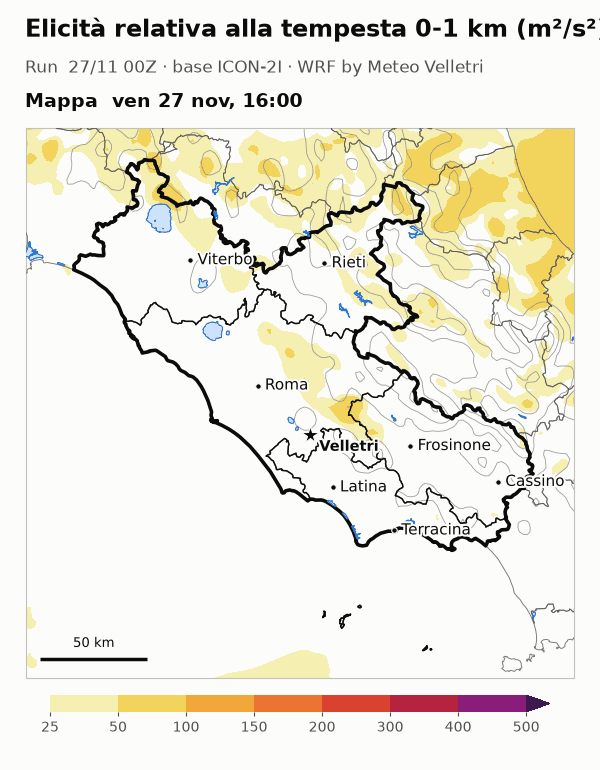 Elicità relativa alla tempesta 0-1 km (m²/s²)
Run 27/11 00Z · base ICON-2I · WRF by Meteo Velletri
Mappa ven 27 nov, 16:00
Viterbo
Rieti
Roma
Velletri
Frosinone
Latina
Cassino
Terracina
50 km
25 50 100 150 200 300 400 500